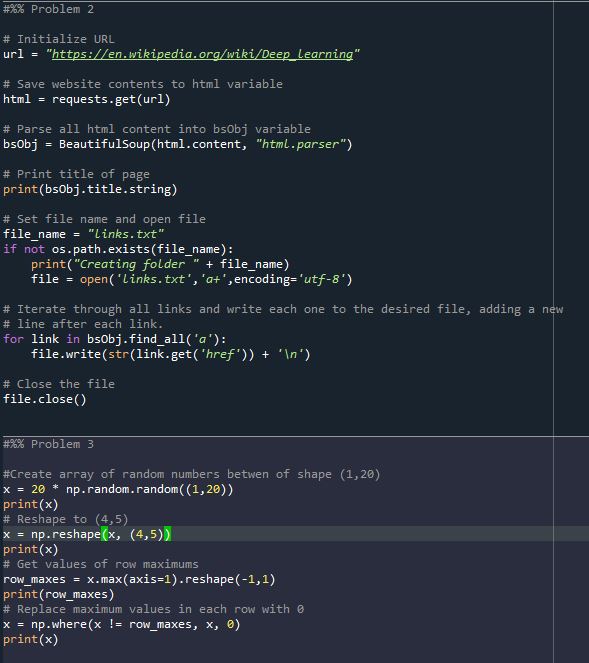 #%% Problem 2
# Initialize URL
url = "https://en.wikipedia.org/wiki/Deep_learning"
# Save website contents to html variable
html = requests.get(url)
# Parse all html content into bsObj variable
bsObj = BeautifulSoup(html.content, "html.parser")
# Print title of page
print(bsObj.title.string)
# Set file name and open file
file_name = "links.txt"
if not os.path.exists(file_name):
    print("Creating folder " + file_name)
    file = open('links.txt','a+',encoding='utf-8')
# Iterate through all links and write each one to the desired file, adding a new
# line after each link.
for link in bsObj.find_all('a'):
    file.write(str(link.get('href')) + '\n')
# Close the file
file.close()
#%% Problem 3
#Create array of random numbers betwen of shape (1,20)
x = 20 * np.random.random((1,20))
print(x)
# Reshape to (4,5)
x = np.reshape(x, (4,5))
print(x)
# Get values of row maximums
row_maxes = x.max(axis=1).reshape(-1,1)
print(row_maxes)
# Replace maximum values in each row with 0
x = np.where(x != row_maxes, x, 0)
print(x)